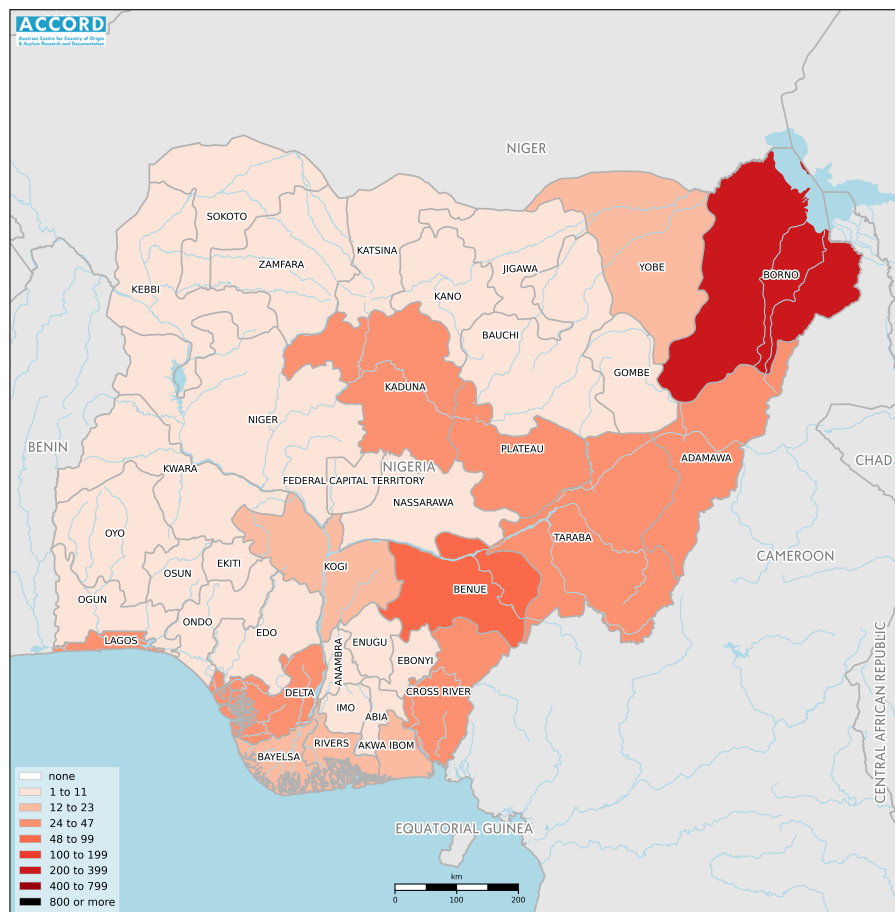 ACCORD
Austrian Centre for Country of Origin
& Asylum Research and Documentation
NIGER
SOKOTO
KATSINA
ZAMFARA
JIGAWA
YOBE
BORNO
KEBBI
KANO
BAUCHI
GOMBE
KADUNA
NIGER
BENIN
PLATEAU
ADAMAWA
CHAD
KWARA
NIGERIA
FEDERAL CAPITAL TERRITORY
NASSARAWA
OYO
TARABA
CAMEROON
EKITI
KOGI
OSUN
BENUE
OGUN
ONDO
EDO
LAGOS
ENUGU
ANAMBRA
EBONYI
DELTA
CROSS RIVER
IMO
ABIA
CENTRAL AFRICAN REPUBLIC
RIVERS
AKWA IBOM
BAYELSA
EQUATORIAL GUINEA
none
1 to 11
12 to 23
24 to 47
48 to 99
100 to 199
200 to 399
400 to 799
800 or more
km
0 100 200